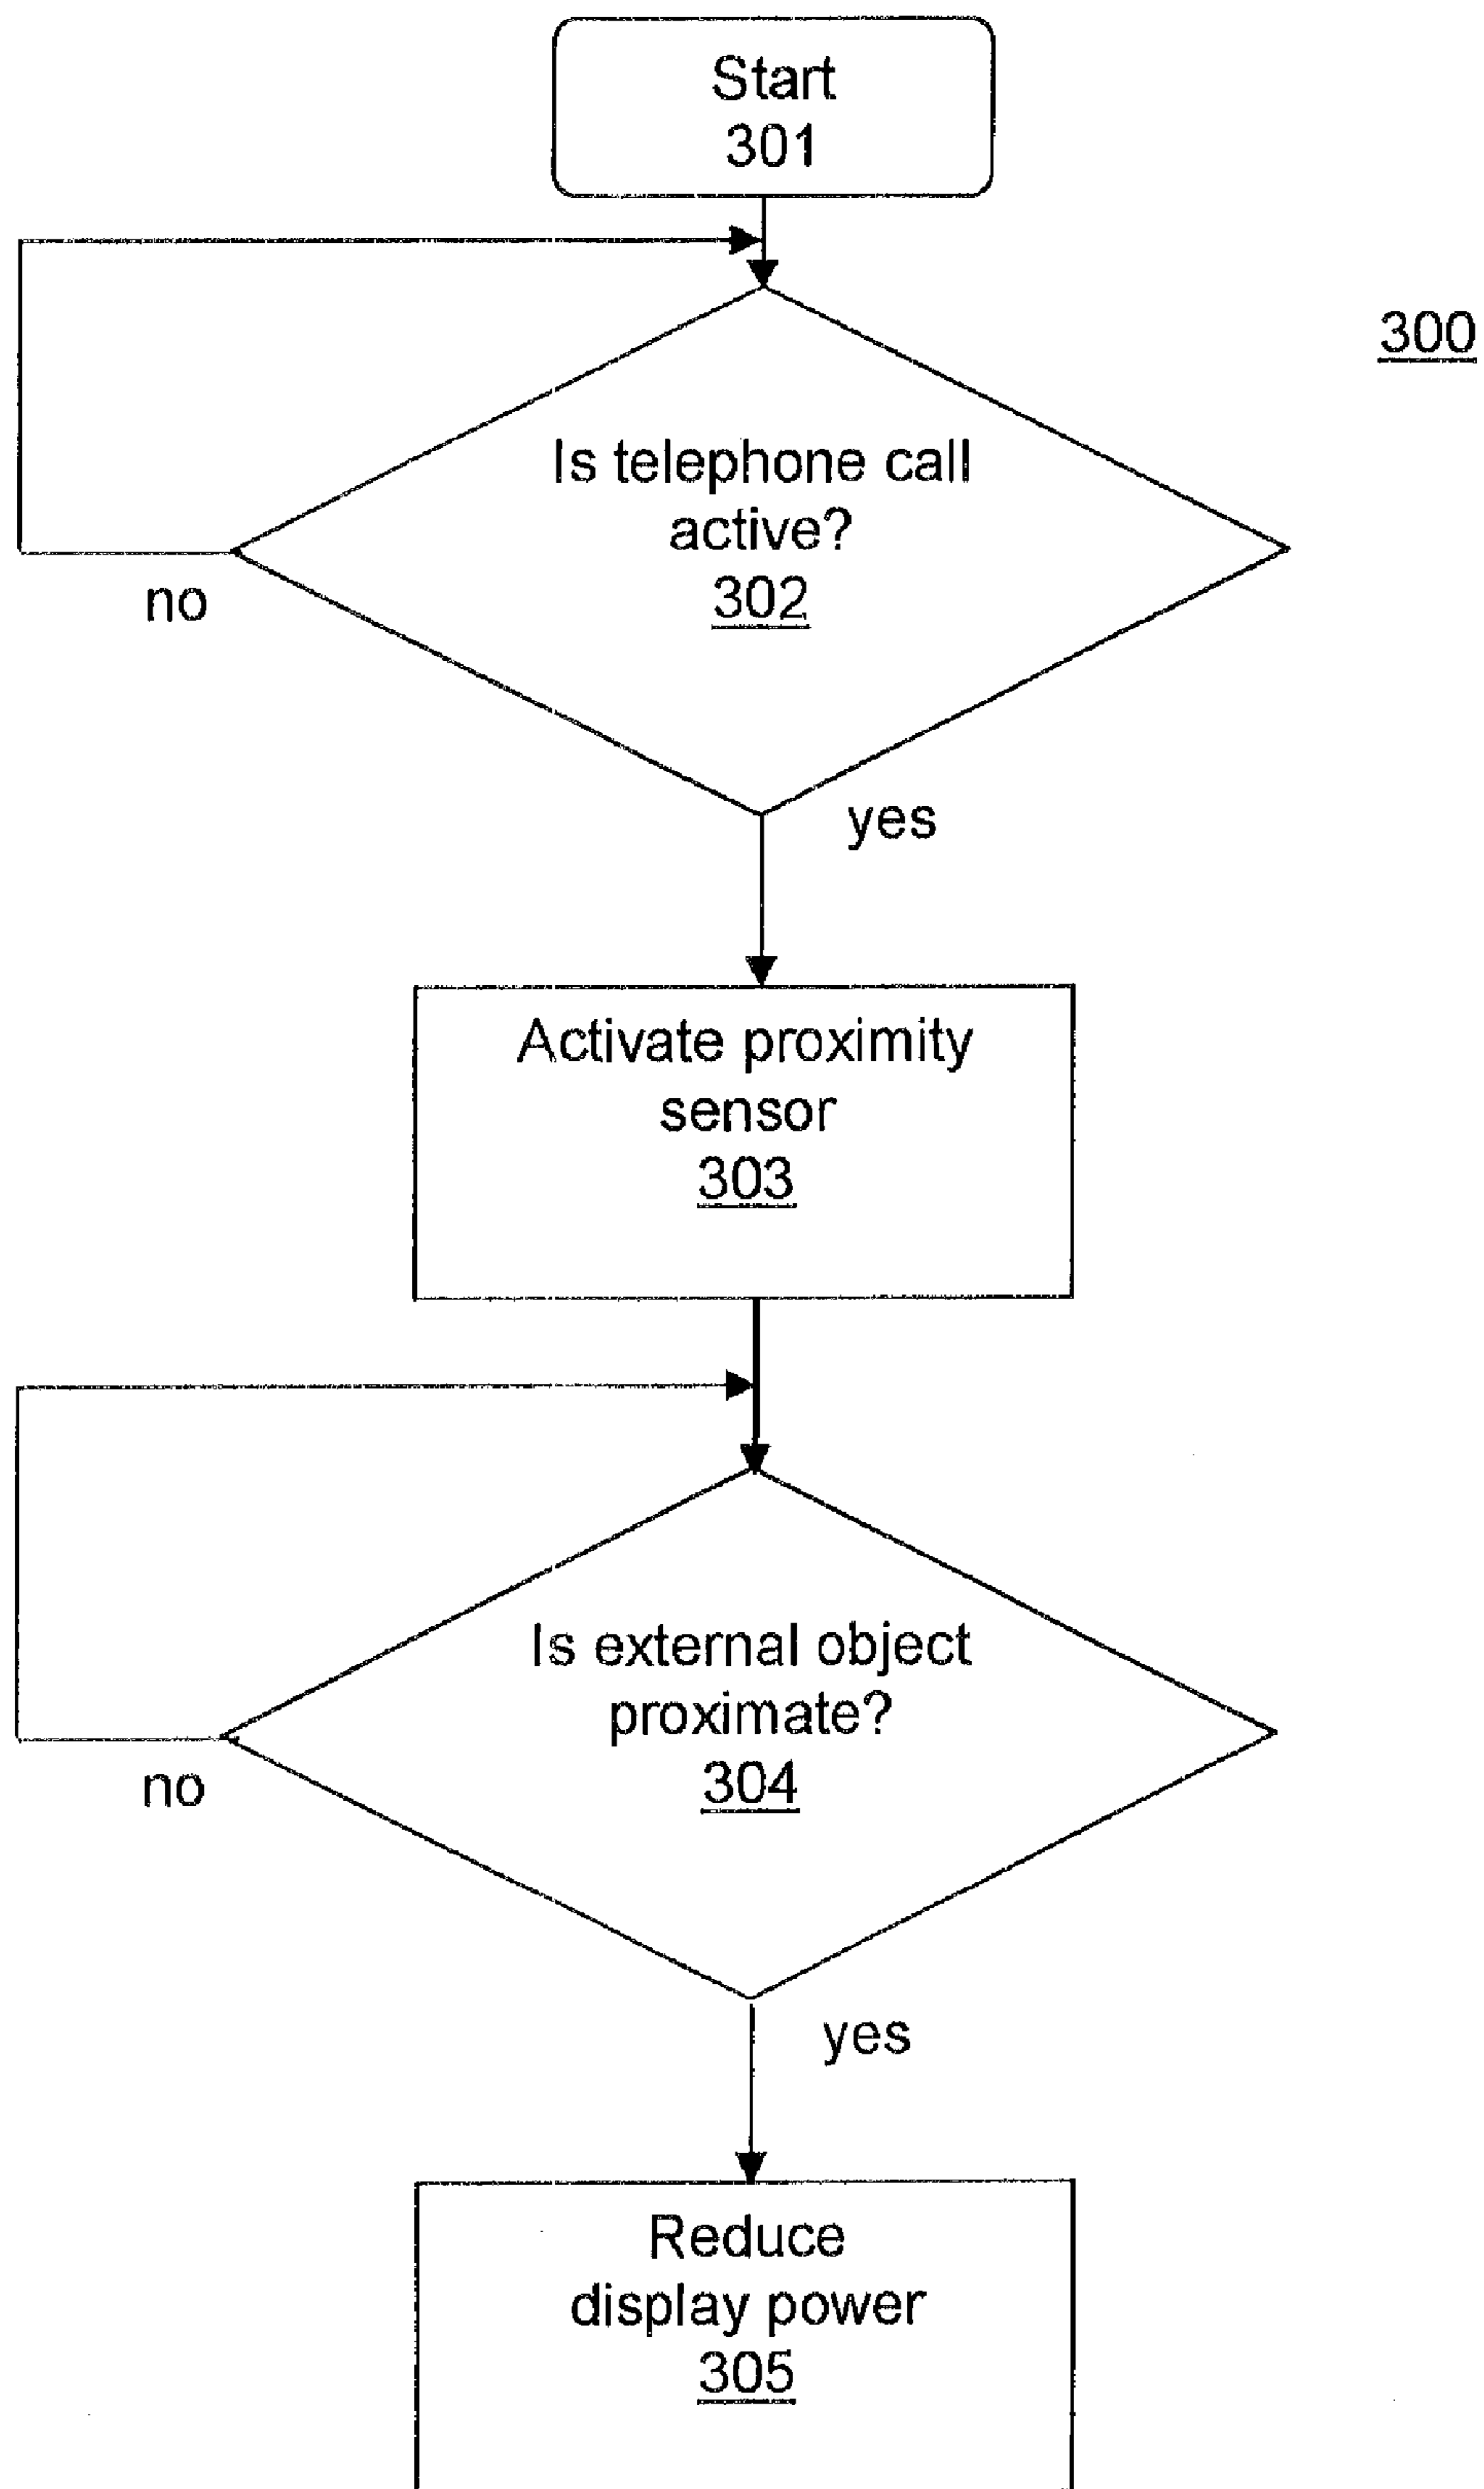 Start
301
300
Is telephone call
active?
302
no
yes
Activate proximity
sensor
303
Is external object
proximate?
304
no
yes
Reduce
display power
305